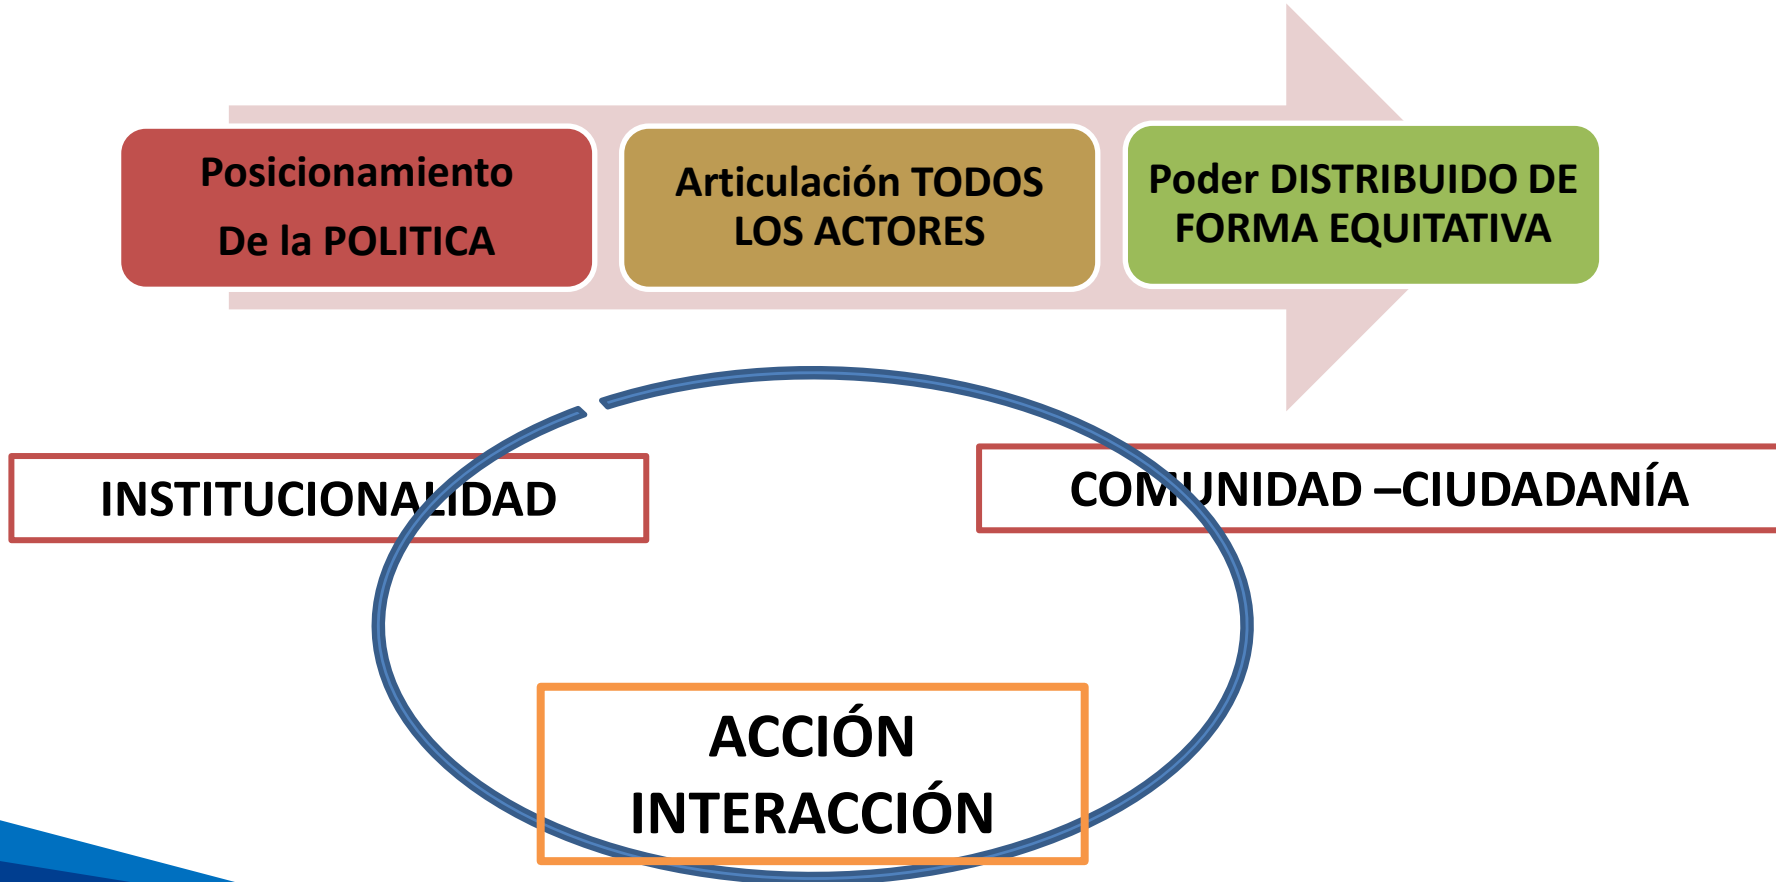 Posicionamiento
De la POLITICA
Articulación TODOS
LOS ACTORES
Poder DISTRIBUIDO DE
FORMA EQUITATIVA
INSTITUCIONALIDAD
COMUNIDAD –CIUDADANÍA
ACCIÓN
INTERACCIÓN